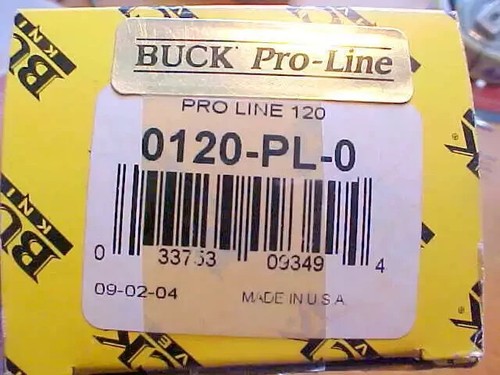 BUCK Pro-Line
PRO LINE 120
0120-PL-0
0 33753 09349 4
09-02-04 MADE IN U.S.A.